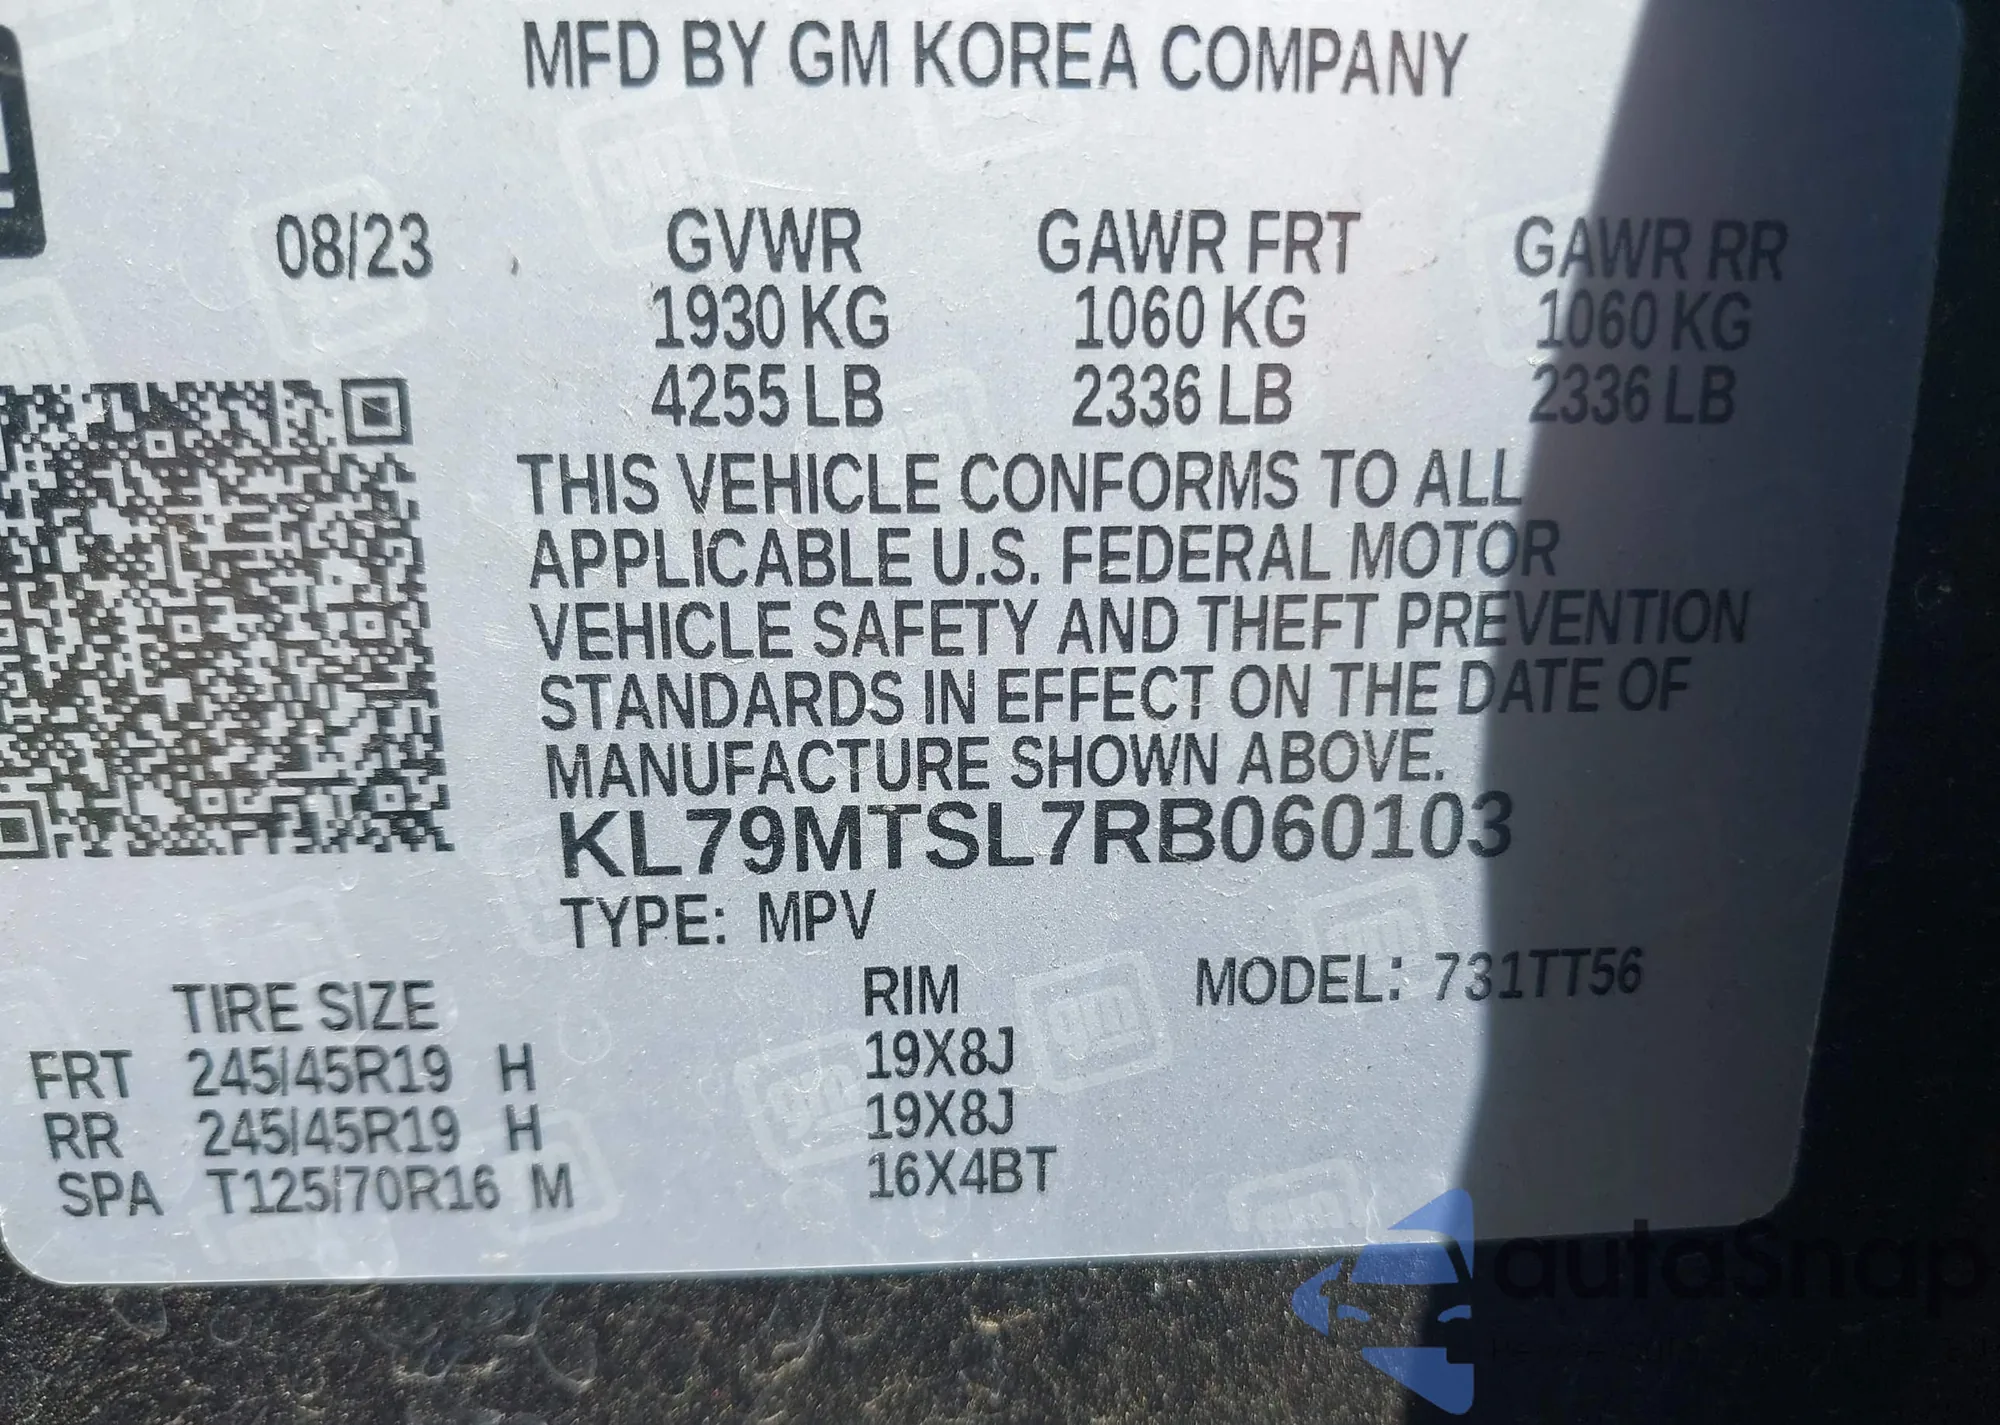 MFD BY GM KOREA COMPANY
08/23 GVWR GAWR FRT GAWR RR
1930 KG 1060 KG 1060 KG
4255 LB 2336 LB 2336 LB
THIS VEHICLE CONFORMS TO ALL
APPLICABLE U.S. FEDERAL MOTOR
VEHICLE SAFETY AND THEFT PREVENTION
STANDARDS IN EFFECT ON THE DATE OF
MANUFACTURE SHOWN ABOVE.
KL79MTSL7RB060103
TYPE: MPV
TIRE SIZE RIM MODEL: 731TT56
FRT 245/45R19 H 19X8J
RR 245/45R19 H 19X8J
SPA T125/70R16 M 16X4BT
gm
autosnap